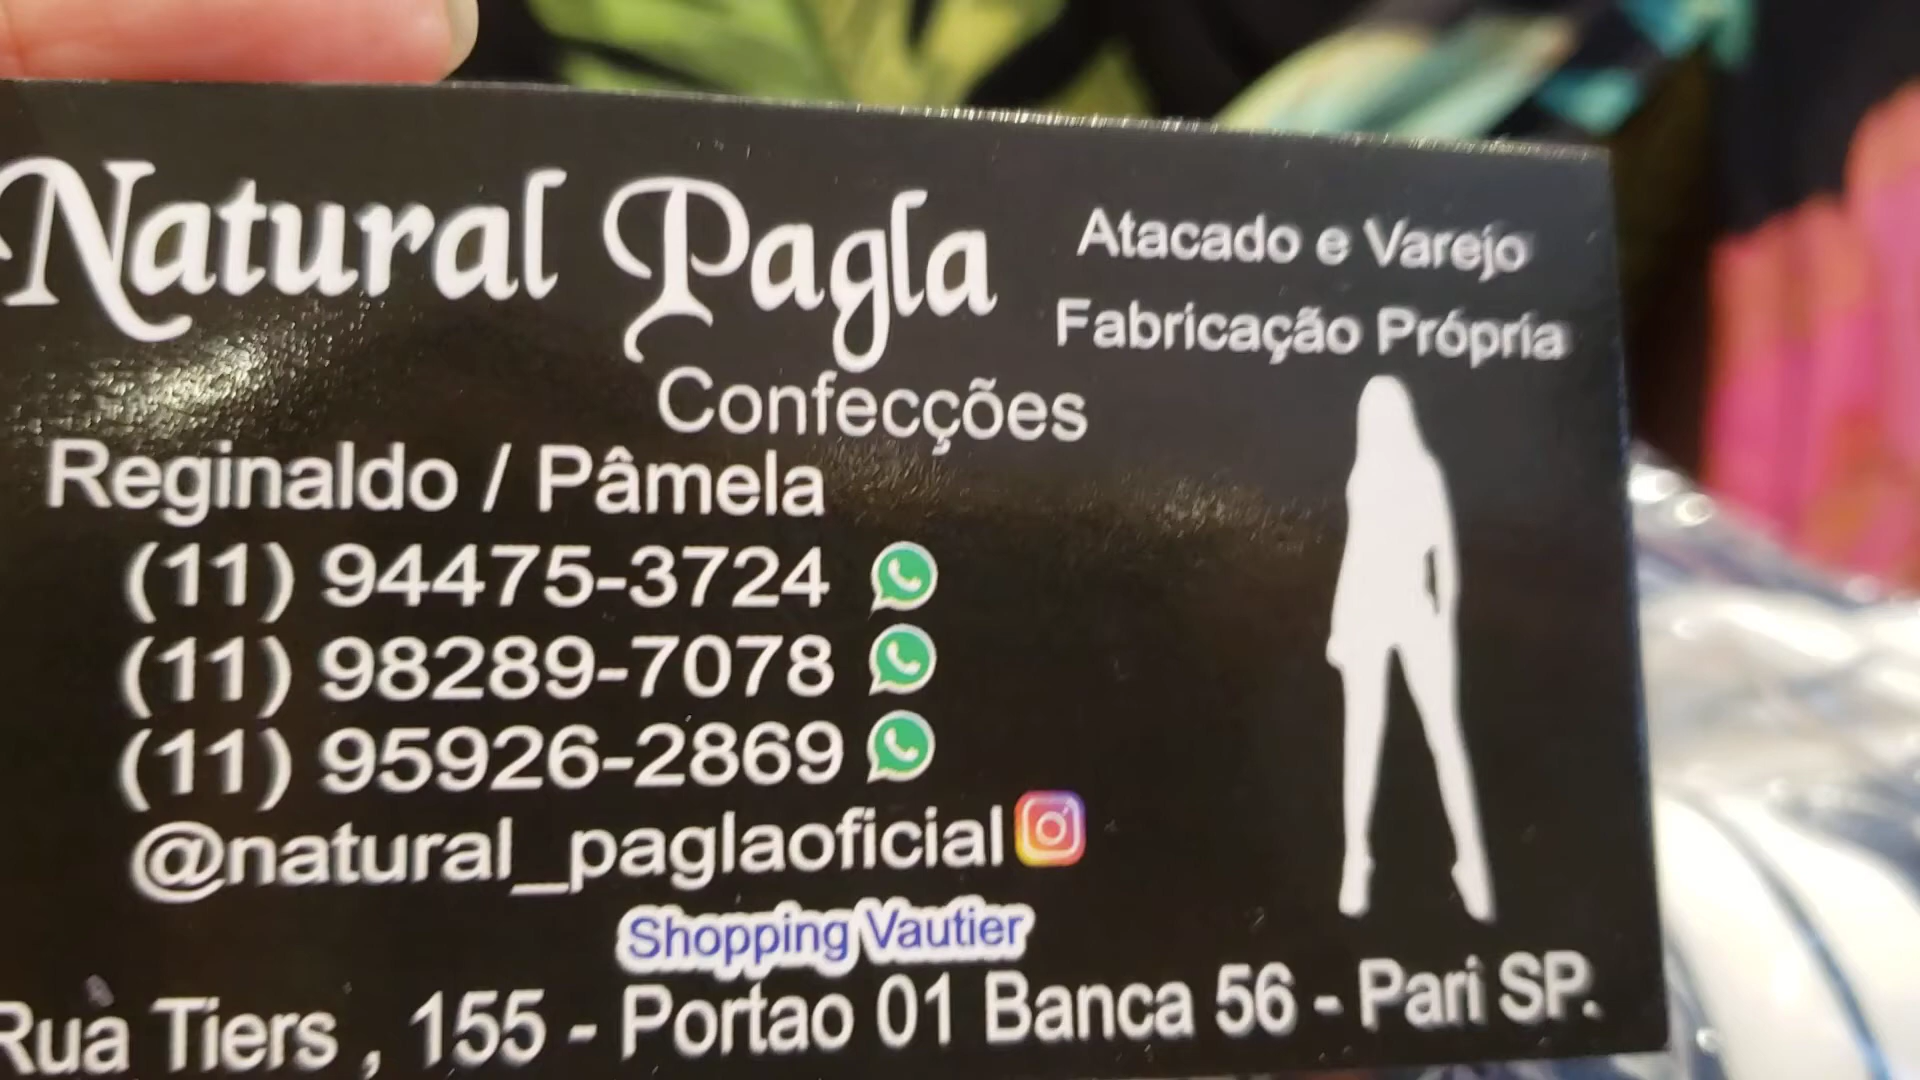 Natural Pagla
Confecções
Atacado e Varejo
Fabricação Própria
Reginaldo / Pâmela
(11) 94475-3724
(11) 98289-7078
(11) 95926-2869
@natural_paglaoficial
Shopping Vautier
Rua Tiers , 155 - Portao 01 Banca 56 - Pari SP.